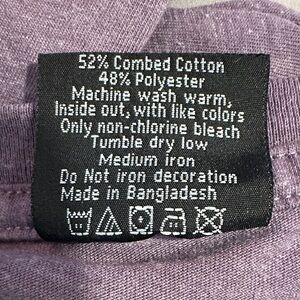 52% Combed Cotton
48% Polyester
Machine wash warm,
Inside out, with like colors
Only non-chlorine bleach
Tumble dry low
Medium iron
Do Not iron decoration
Made in Bangladesh